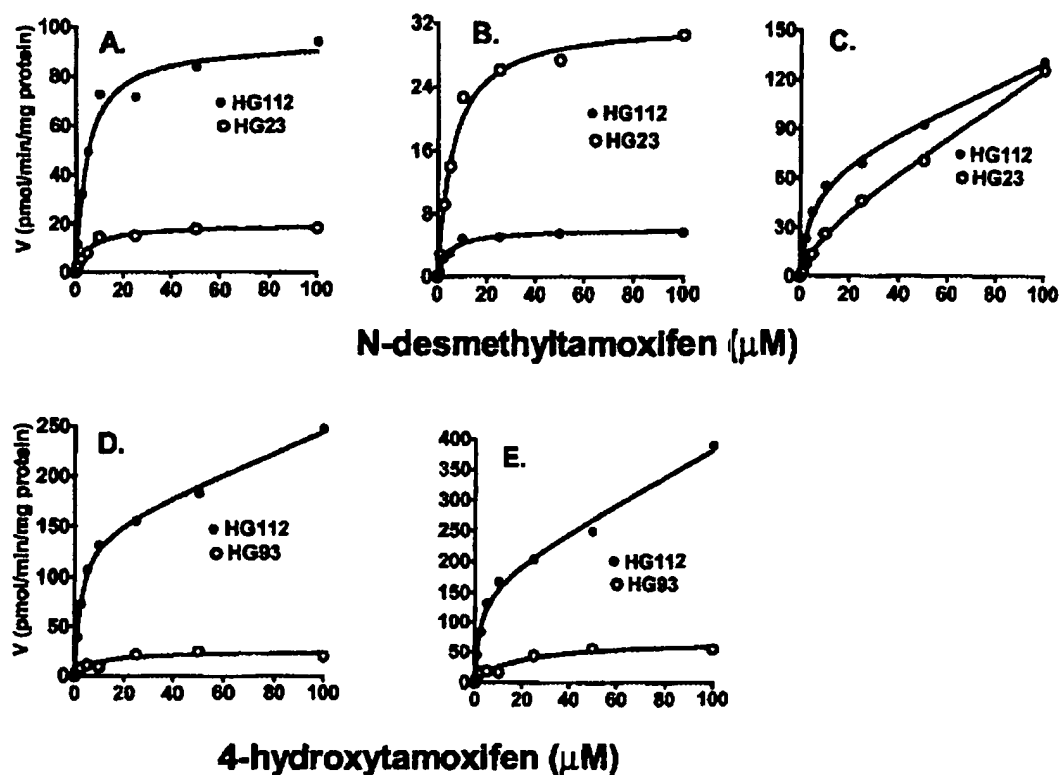 A.
V (pmol/min/mg protein)
100
80
60
40
20
0
0 20 40 60 80 100
HG112
HG23
B.
32
24
16
8
0
0 20 40 60 80 100
HG112
HG23
C.
150
120
90
60
30
0
0 20 40 60 80 100
HG112
HG23
N-desmethyltamoxifen (μM)
D.
V (pmol/min/mg protein)
250
200
150
100
50
0
0 20 40 60 80 100
HG112
HG93
E.
400
350
300
250
200
150
100
50
0
0 20 40 60 80 100
HG112
HG93
4-hydroxytamoxifen (μM)